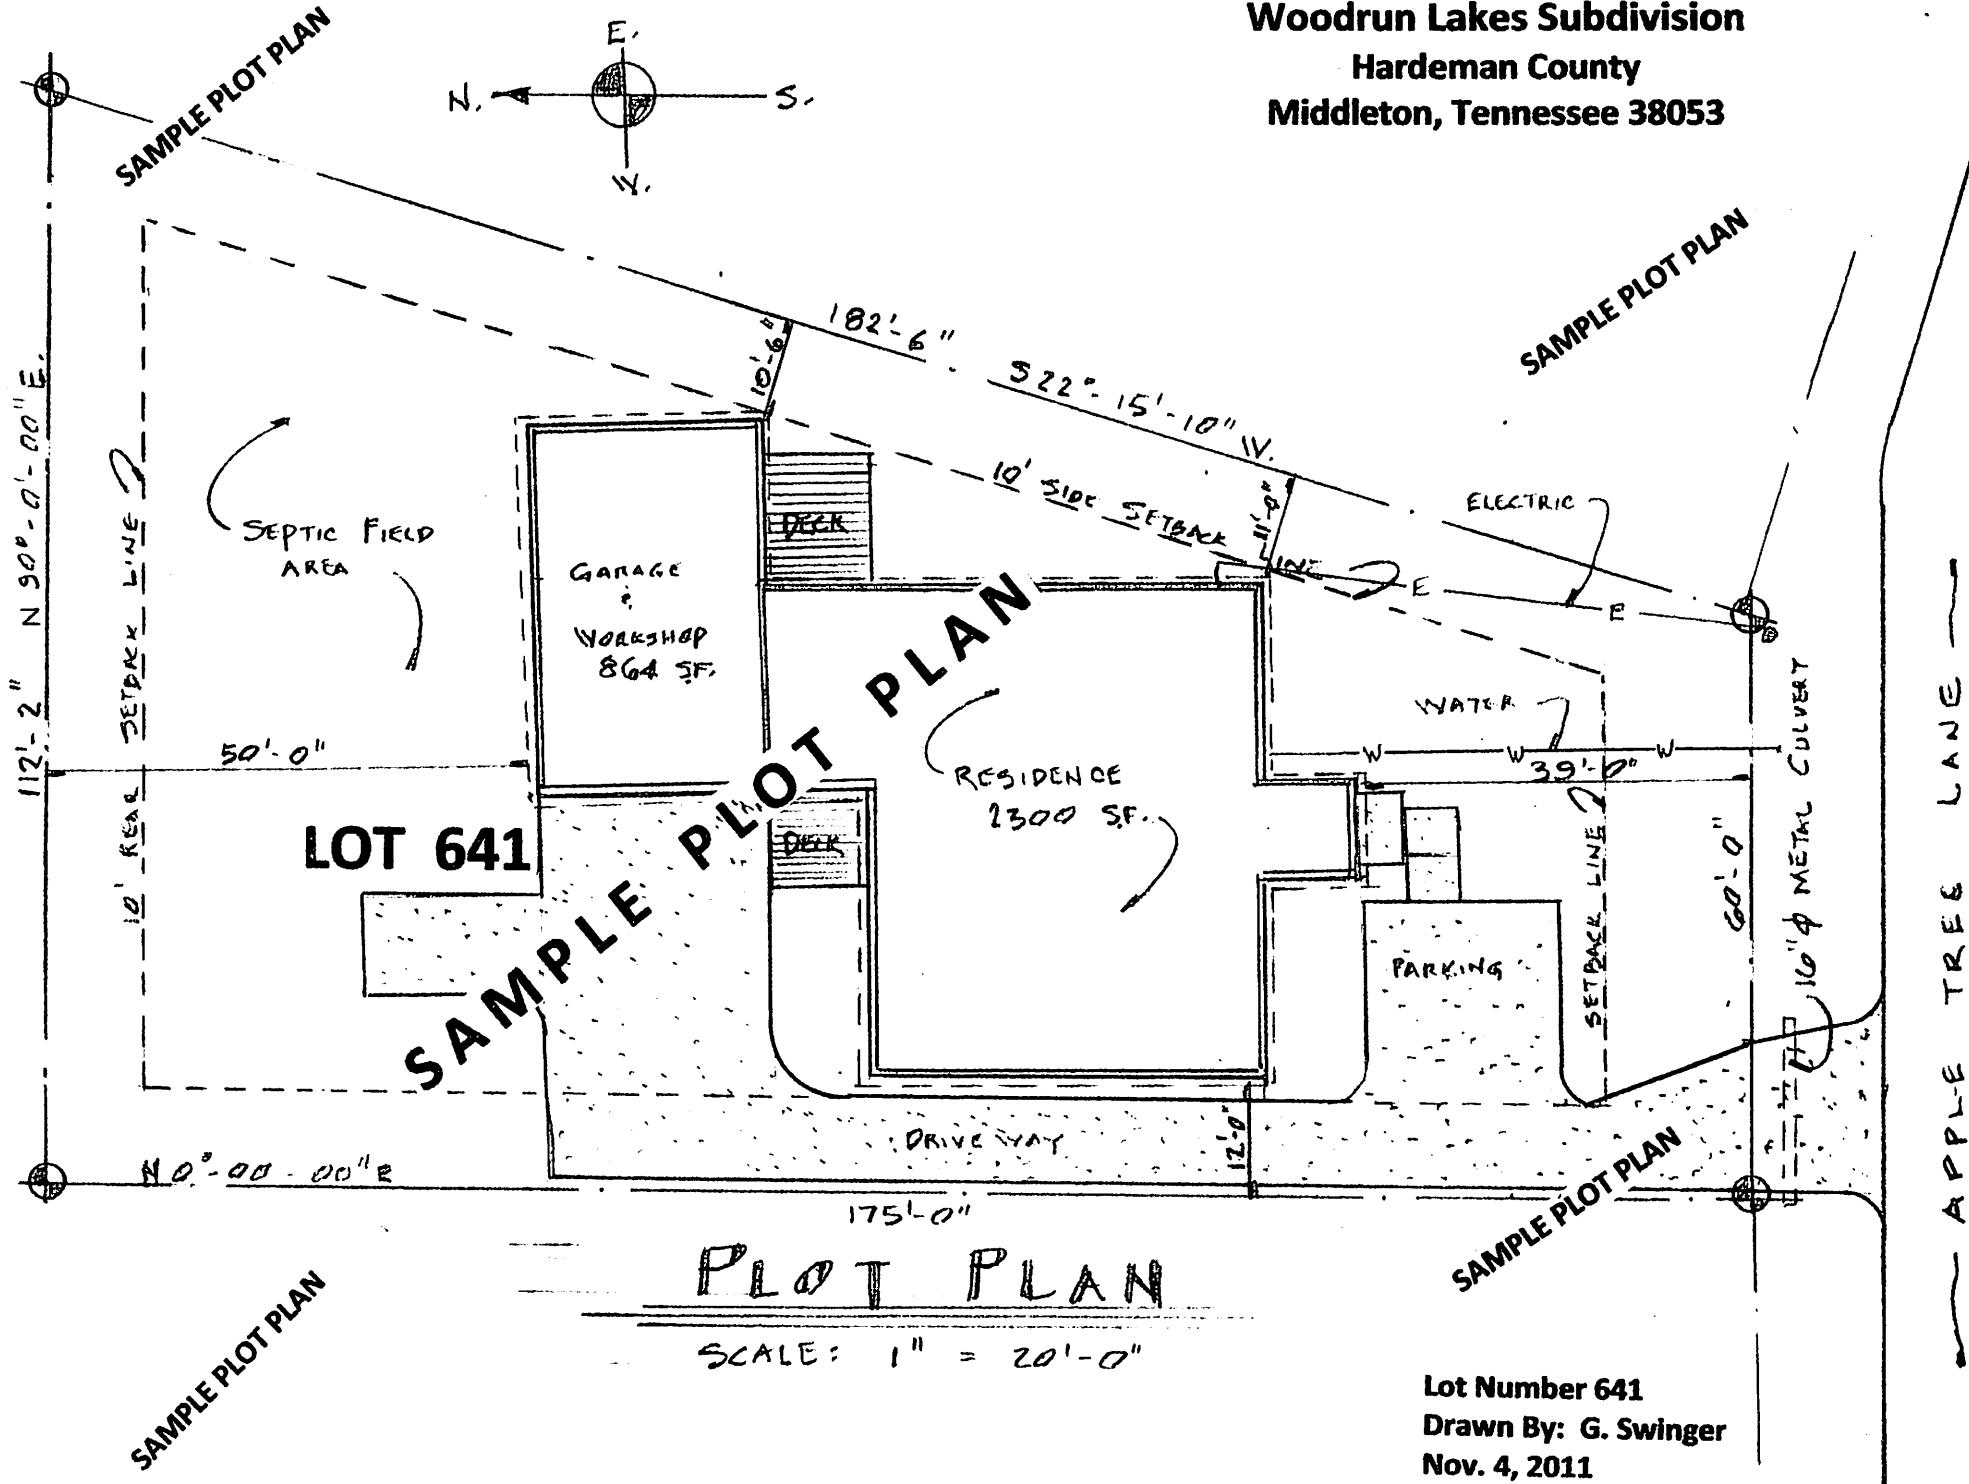 Woodrun Lakes Subdivision
Hardeman County
Middleton, Tennessee 38053
SAMPLE PLOT PLAN
E.
N.
S.
W.
SAMPLE PLOT PLAN
182'-6"
S22°-15'-10" W.
10'-6"
11'-0"
10' SIDE SETBACK LINE
ELECTRIC
E
E
112'-2" N 90°-0'-00" E.
10' REAR SETBACK LINE
SEPTIC FIELD
AREA
GARAGE
&
WORKSHOP
864 SF.
DECK
50'-0"
LOT 641
SAMPLE PLOT PLAN
RESIDENCE
2300 S.F.
DECK
WATER
W
W
W
39'-0"
SETBACK LINE
60'-0"
16"ϕ METAL CULVERT
APPLE TREE LANE
PARKING
DRIVEWAY
12'-0"
N 0°-00-00" E
175'-0"
SAMPLE PLOT PLAN
PLOT PLAN
SCALE: 1" = 20'-0"
SAMPLE PLOT PLAN
Lot Number 641
Drawn By: G. Swinger
Nov. 4, 2011